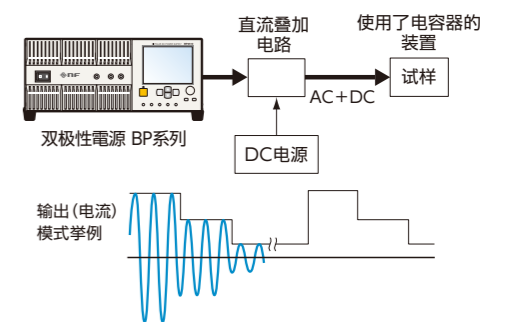 直流叠加
电路
使用了电容器的
装置
nF
试样
AC+DC
双极性電源 BP系列
DC电源
输出(电流)
模式举例